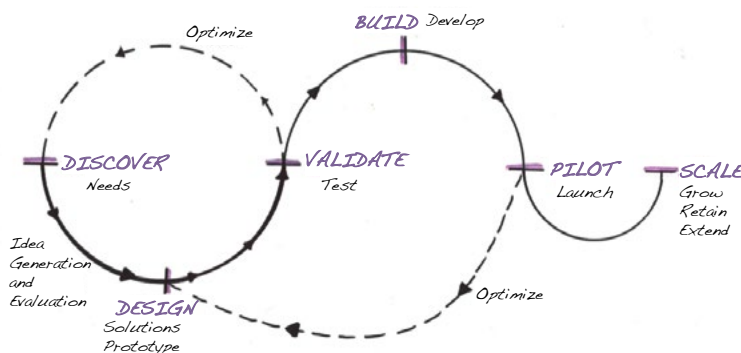 BUILD Develop
Optimize
DISCOVER
Needs
VALIDATE
Test
PILOT
Launch
SCALE
Grow
Retain
Extend
Idea
Generation
and
Evaluation
DESIGN
Solutions
Prototype
Optimize